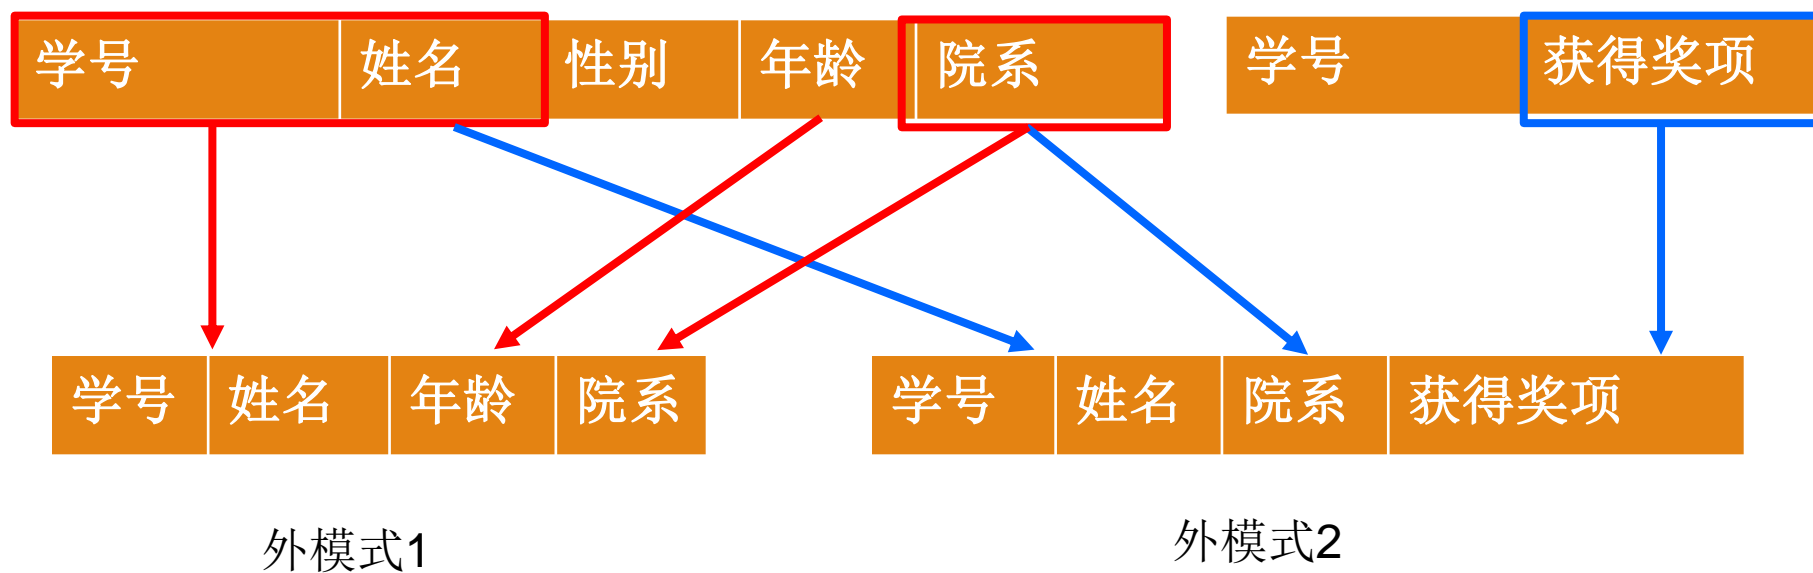 学号 姓名 性别 年龄 院系 学号 获得奖项
学号 姓名 年龄 院系 学号 姓名 院系 获得奖项
外模式1 外模式2